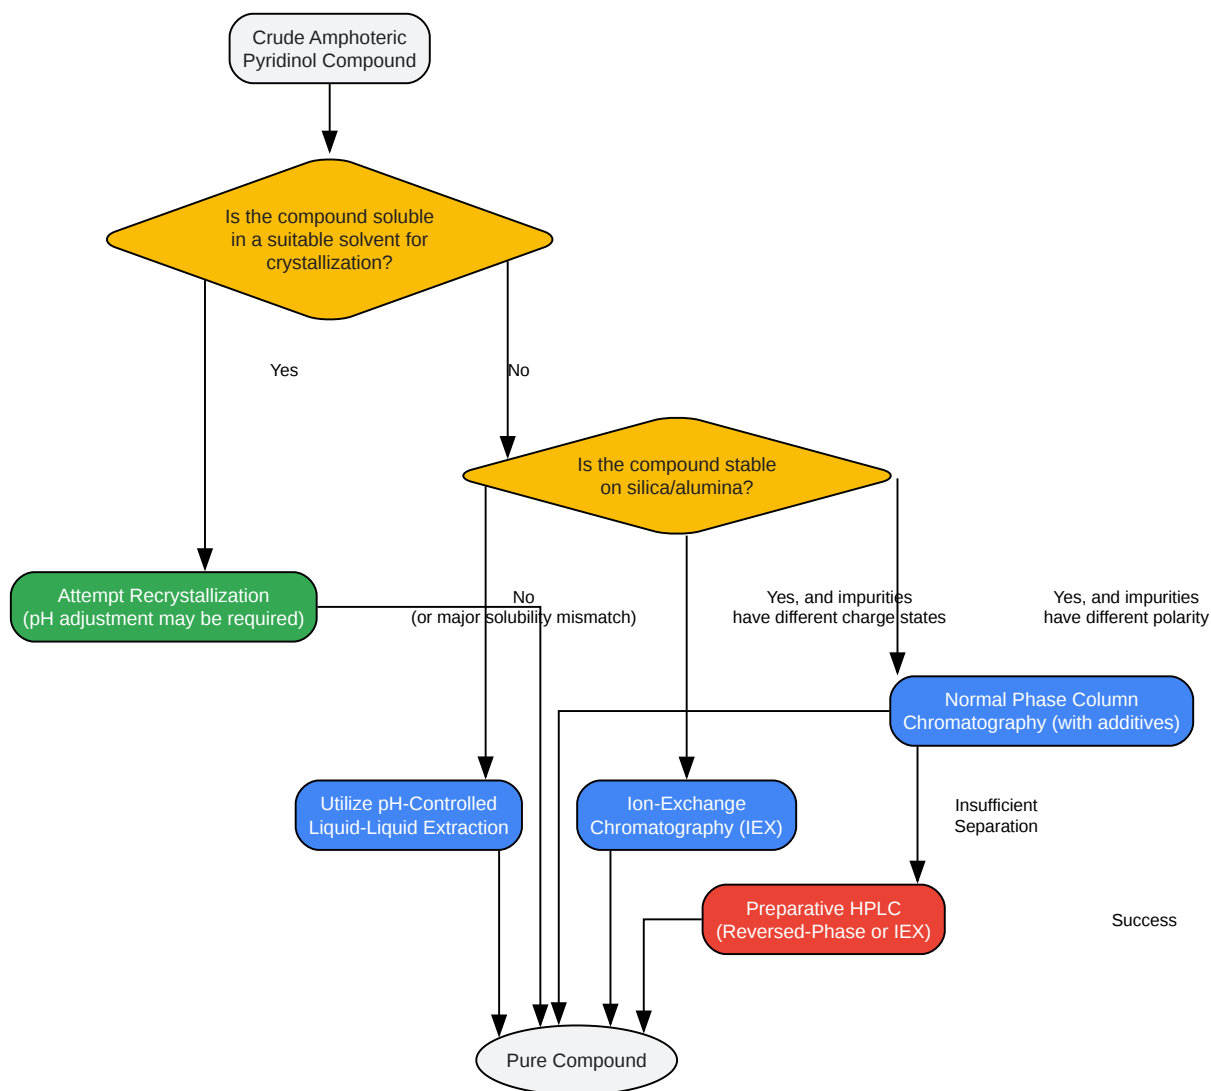 Crude Amphoteric
Pyridinol Compound
Is the compound soluble
in a suitable solvent for
crystallization?
Yes
No
Is the compound stable
on silica/alumina?
Attempt Recrystallization
(pH adjustment may be required)
No
(or major solubility mismatch)
Yes, and impurities
have different charge states
Yes, and impurities
have different polarity
Normal Phase Column
Chromatography (with additives)
Utilize pH-Controlled
Liquid-Liquid Extraction
Ion-Exchange
Chromatography (IEX)
Insufficient
Separation
Preparative HPLC
(Reversed-Phase or IEX)
Success
Pure Compound